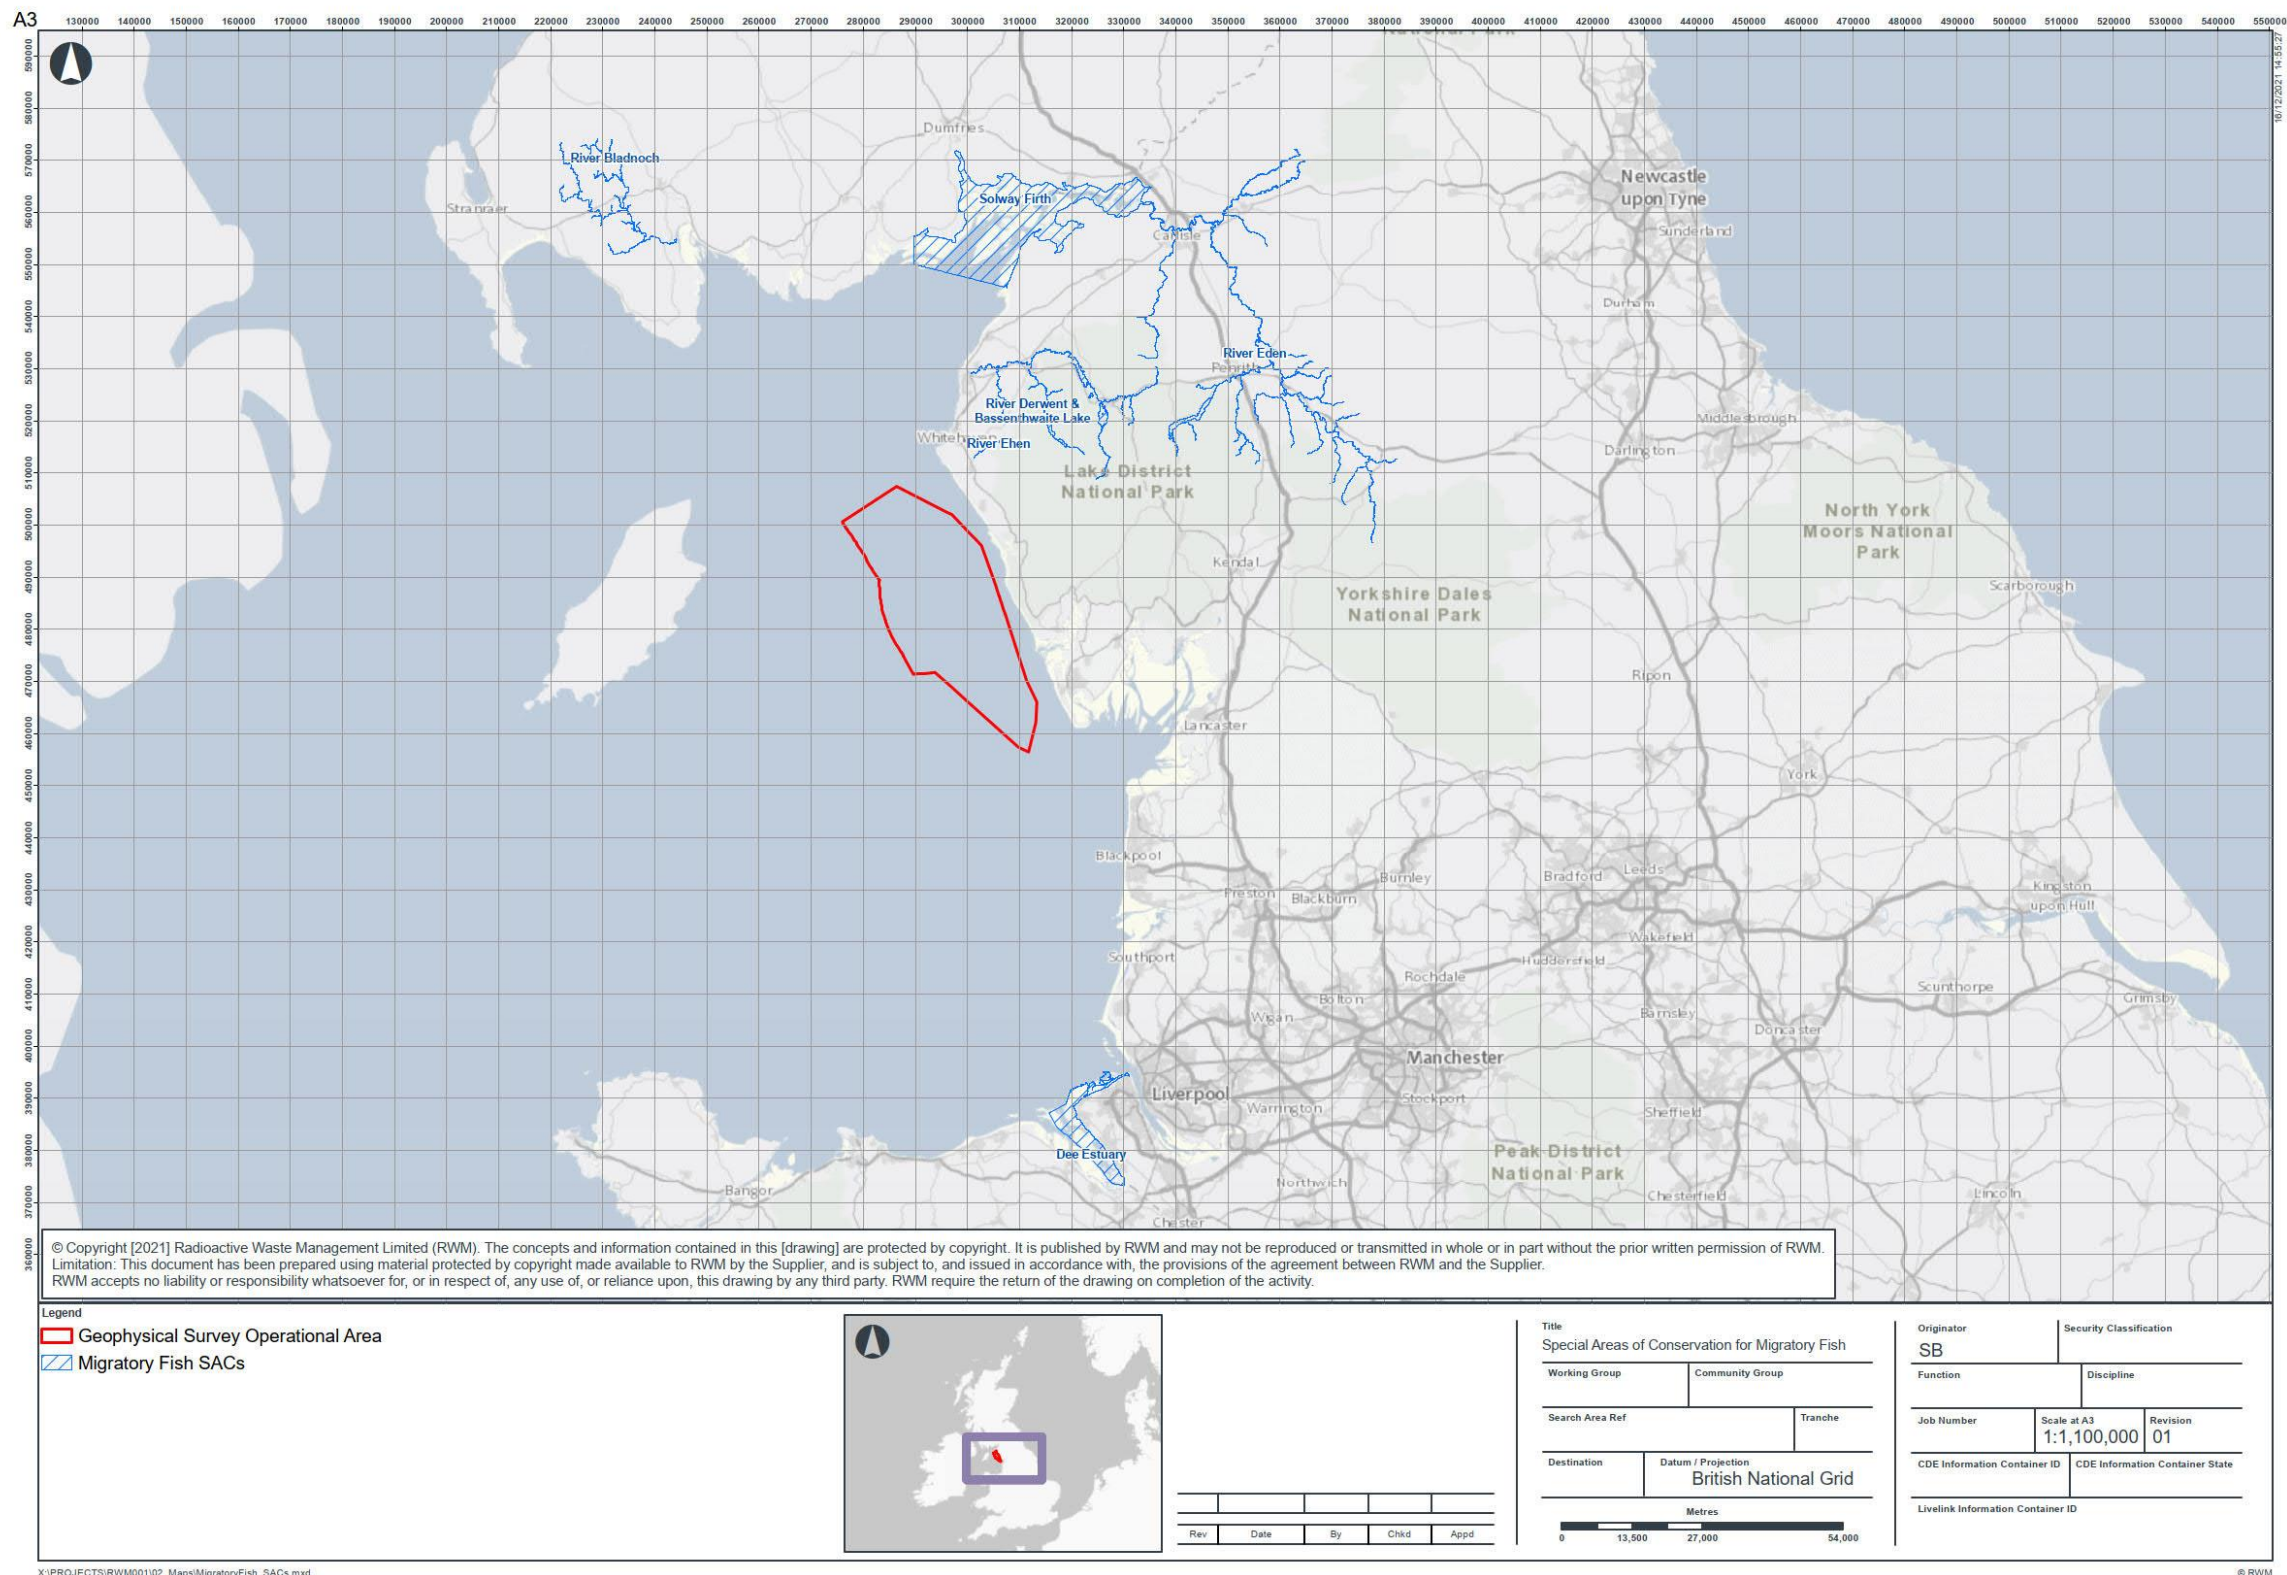 A3
130000 140000 150000 160000 170000 180000 190000 200000 210000 220000 230000 240000 250000 260000 270000 280000 290000 300000 310000 320000 330000 340000 350000 360000 370000 380000 390000 400000 410000 420000 430000 440000 450000 460000 470000 480000 490000 500000 510000 520000 530000 540000 550000
16/12/2021 14:55:27
590000
580000
570000
560000
550000
540000
530000
520000
510000
500000
490000
480000
470000
460000
450000
440000
430000
420000
410000
400000
390000
380000
370000
360000
National Park
Dumfries
River Bladnoch
Stranraer
Solway Firth
Carlisle
Newcastle
upon Tyne
Sunderland
Durham
River Eden
Penrith
River Derwent &
Bassenthwaite Lake
Whitehaven
River Ehen
Lake District
National Park
Middlesbrough
Darlington
North York
Moors National
Park
Kendal
Yorkshire Dales
National Park
Scarborough
Ripon
Lancaster
York
Blackpool
Preston
Blackburn
Burnley
Bradford
Leeds
Kingston
upon Hull
Wakefield
Southport
Huddersfield
Rochdale
Bolton
Wigan
Scunthorpe
Grimsby
Barnsley
Doncaster
Manchester
Liverpool
Warrington
Stockport
Sheffield
Dee Estuary
Peak District
National Park
Bangor
Northwich
Chesterfield
Lincoln
Chester
© Copyright [2021] Radioactive Waste Management Limited (RWM). The concepts and information contained in this [drawing] are protected by copyright. It is published by RWM and may not be reproduced or transmitted in whole or in part without the prior written permission of RWM.
Limitation: This document has been prepared using material protected by copyright made available to RWM by the Supplier, and is subject to, and issued in accordance with, the provisions of the agreement between RWM and the Supplier.
RWM accepts no liability or responsibility whatsoever for, or in respect of, any use of, or reliance upon, this drawing by any third party. RWM require the return of the drawing on completion of the activity.
Legend
Geophysical Survey Operational Area
Migratory Fish SACs
Rev Date By Chkd Appd
Title
Special Areas of Conservation for Migratory Fish
Working Group Community Group
Search Area Ref Tranche
Destination Datum / Projection
British National Grid
Metres
0 13,500 27,000 54,000
Originator Security Classification
SB
Function Discipline
Job Number Scale at A3 Revision
1:1,100,000 01
CDE Information Container ID CDE Information Container State
Livelink Information Container ID
X:\PROJECTS\RWM001\02_Maps\MigratoryFish_SACs.mxd
© RWM